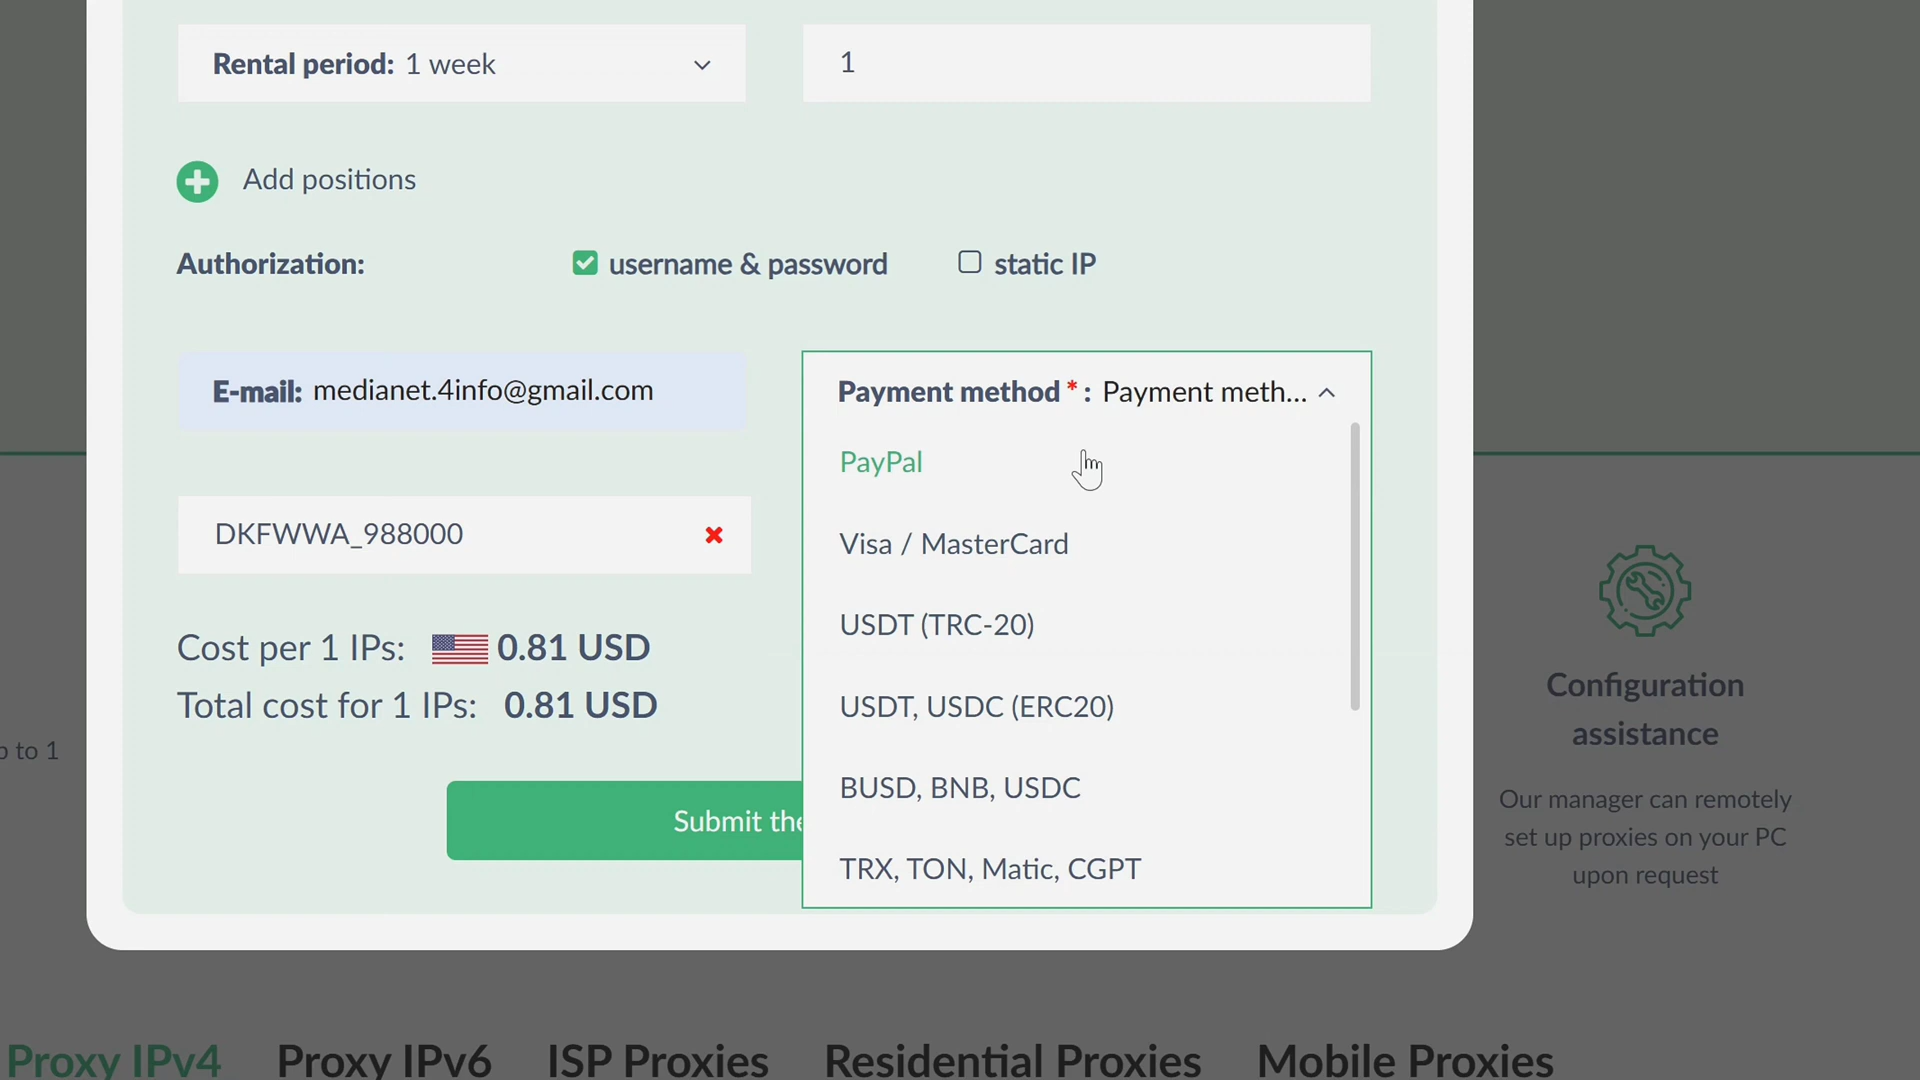 Rental period: 1 week
1
Add positions
Authorization:
username & password
static IP
E-mail: medianet.4info@gmail.com
Payment method * : Payment meth...
PayPal
Visa / MasterCard
USDT (TRC-20)
USDT, USDC (ERC20)
BUSD, BNB, USDC
TRX, TON, Matic, CGPT
DKFWWA_988000
Cost per 1 IPs: 0.81 USD
Total cost for 1 IPs: 0.81 USD
Submit the
to 1
Configuration
assistance
Our manager can remotely
set up proxies on your PC
upon request
Proxy IPv4
Proxy IPv6
ISP Proxies
Residential Proxies
Mobile Proxies